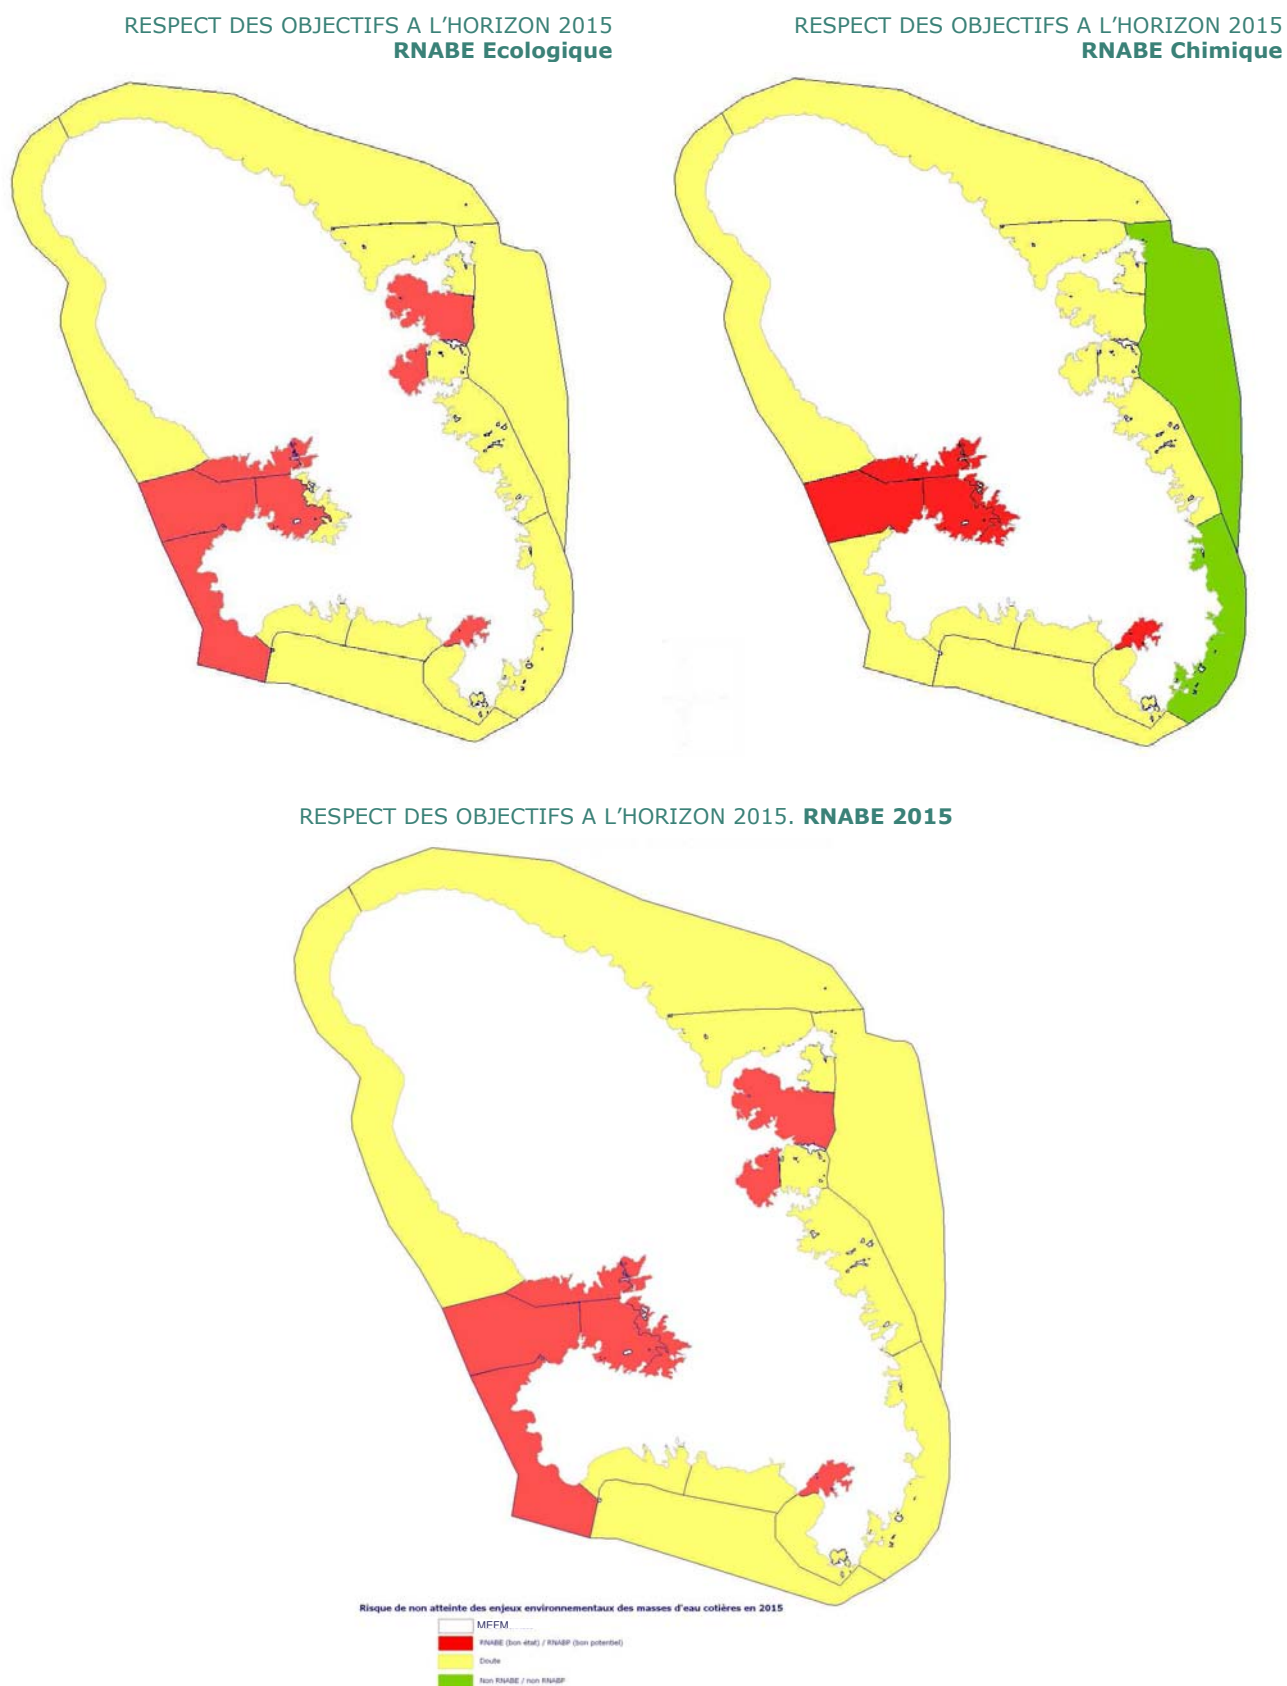 RESPECT DES OBJECTIFS A L'HORIZON 2015
RNABE Ecologique
RESPECT DES OBJECTIFS A L'HORIZON 2015
RNABE Chimique
RESPECT DES OBJECTIFS A L'HORIZON 2015. RNABE 2015
Risque de non atteinte des enjeux environnementaux des masses d'eau cotières en 2015
MEFM
RNABE (bon état) / RNABP (bon potentiel)
Doute
Non RNABE / non RNABP